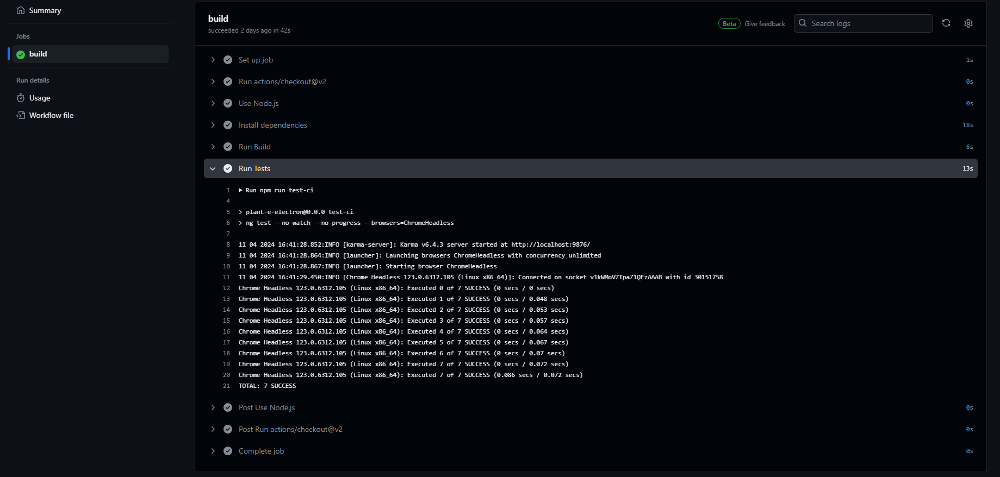 Summary
Jobs
build
Run details
Usage
Workflow file
build
succeeded 2 days ago in 42s
Beta Give feedback
Search logs
Set up job 1s
Run actions/checkout@v2 0s
Use Node.js 0s
Install dependencies 18s
Run Build 6s
Run Tests 13s
1 ▶ Run npm run test-ci
4
5 > plant-e-electron@0.0.0 test-ci
6 > ng test --no-watch --no-progress --browsers=ChromeHeadless
7
8 11 04 2024 16:41:28.852:INFO [karma-server]: Karma v6.4.3 server started at http://localhost:9876/
9 11 04 2024 16:41:28.864:INFO [launcher]: Launching browsers ChromeHeadless with concurrency unlimited
10 11 04 2024 16:41:28.867:INFO [launcher]: Starting browser ChromeHeadless
11 11 04 2024 16:41:29.450:INFO [Chrome Headless 123.0.6312.105 (Linux x86_64)]: Connected on socket v1kWMoVZTpaZ1QFzAAAB with id 30151758
12 Chrome Headless 123.0.6312.105 (Linux x86_64): Executed 0 of 7 SUCCESS (0 secs / 0 secs)
13 Chrome Headless 123.0.6312.105 (Linux x86_64): Executed 1 of 7 SUCCESS (0 secs / 0.048 secs)
14 Chrome Headless 123.0.6312.105 (Linux x86_64): Executed 2 of 7 SUCCESS (0 secs / 0.053 secs)
15 Chrome Headless 123.0.6312.105 (Linux x86_64): Executed 3 of 7 SUCCESS (0 secs / 0.057 secs)
16 Chrome Headless 123.0.6312.105 (Linux x86_64): Executed 4 of 7 SUCCESS (0 secs / 0.064 secs)
17 Chrome Headless 123.0.6312.105 (Linux x86_64): Executed 5 of 7 SUCCESS (0 secs / 0.067 secs)
18 Chrome Headless 123.0.6312.105 (Linux x86_64): Executed 6 of 7 SUCCESS (0 secs / 0.07 secs)
19 Chrome Headless 123.0.6312.105 (Linux x86_64): Executed 7 of 7 SUCCESS (0 secs / 0.072 secs)
20 Chrome Headless 123.0.6312.105 (Linux x86_64): Executed 7 of 7 SUCCESS (0.086 secs / 0.072 secs)
21 TOTAL: 7 SUCCESS
Post Use Node.js 0s
Post Run actions/checkout@v2 0s
Complete job 0s